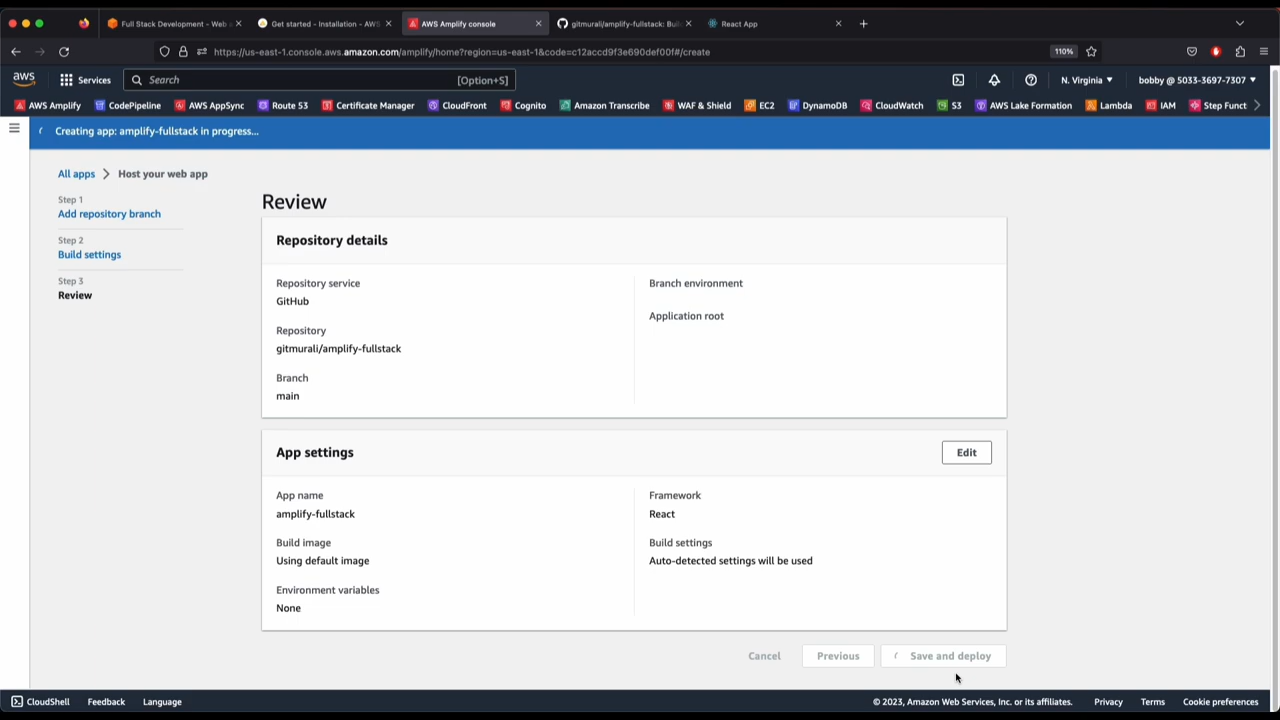 Full Stack Development - Web a
Get started - Installation - AWS
AWS Amplify console
gitmurali/amplify-fullstack: Buil
React App
https://us-east-1.console.aws.amazon.com/amplify/home?region=us-east-1&code=c12accd9f3e690def00f#/create
110%
aws
Services
Search
[Option+S]
N. Virginia
bobby @ 5033-3697-7307
AWS Amplify
CodePipeline
AWS AppSync
Route 53
Certificate Manager
CloudFront
Cognito
Amazon Transcribe
WAF & Shield
EC2
DynamoDB
CloudWatch
S3
AWS Lake Formation
Lambda
IAM
Step Funct
Creating app: amplify-fullstack in progress...
All apps
Host your web app
Step 1
Add repository branch
Step 2
Build settings
Step 3
Review
Review
Repository details
Repository service
GitHub
Repository
gitmurali/amplify-fullstack
Branch
main
Branch environment
Application root
App settings
Edit
App name
amplify-fullstack
Build image
Using default image
Environment variables
None
Framework
React
Build settings
Auto-detected settings will be used
Cancel
Previous
Save and deploy
CloudShell
Feedback
Language
© 2023, Amazon Web Services, Inc. or its affiliates.
Privacy
Terms
Cookie preferences